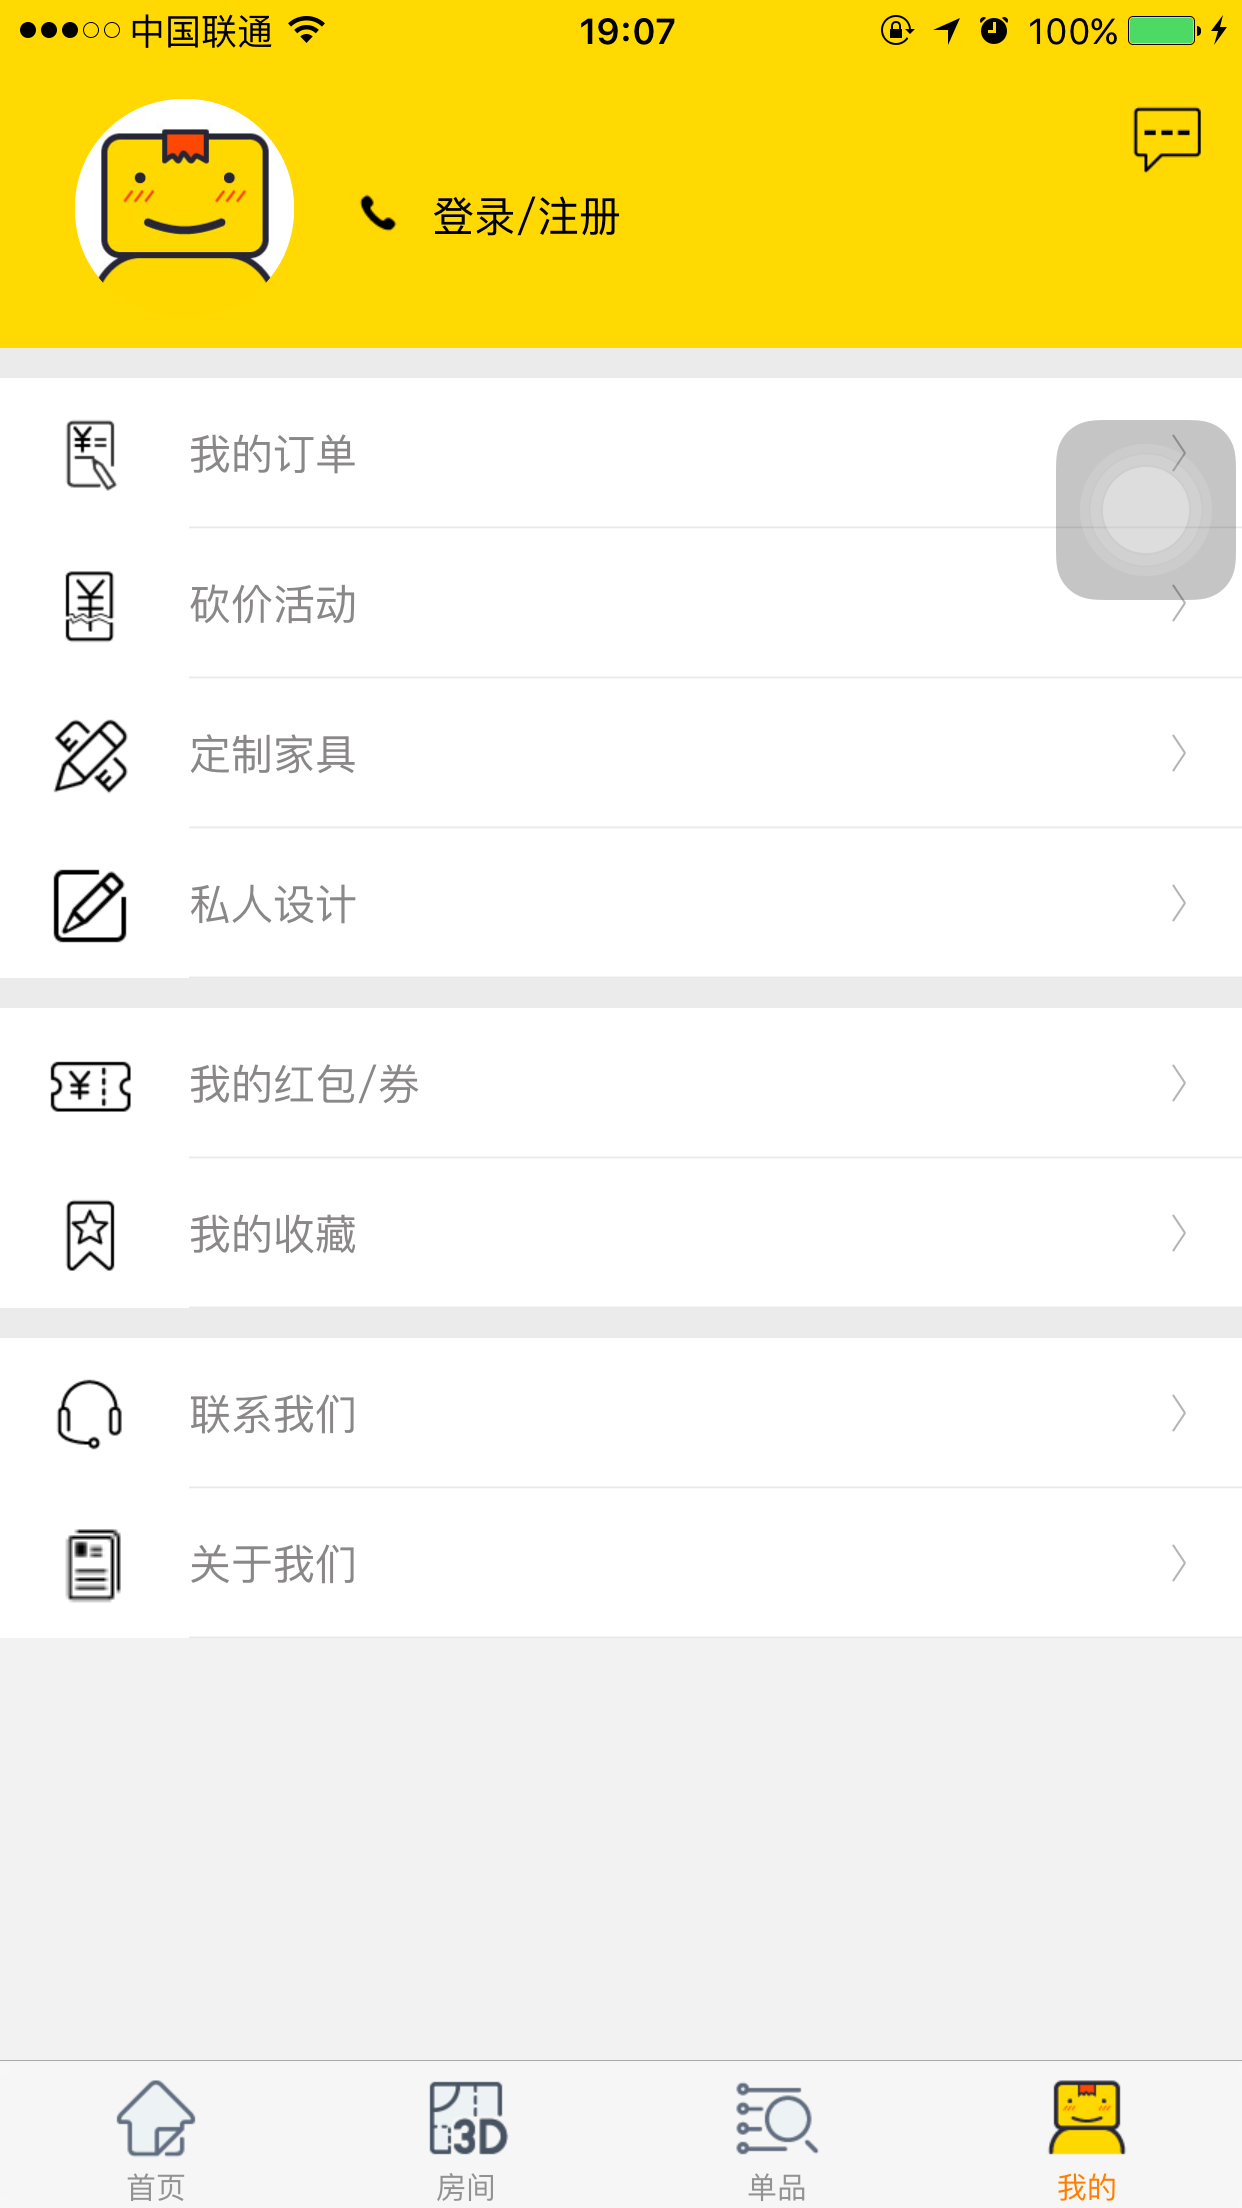 中国联通 19:07 100%
登录/注册
我的订单
砍价活动
定制家具
私人设计
我的红包/券
我的收藏
联系我们
关于我们
3D
首页 房间 单品 我的